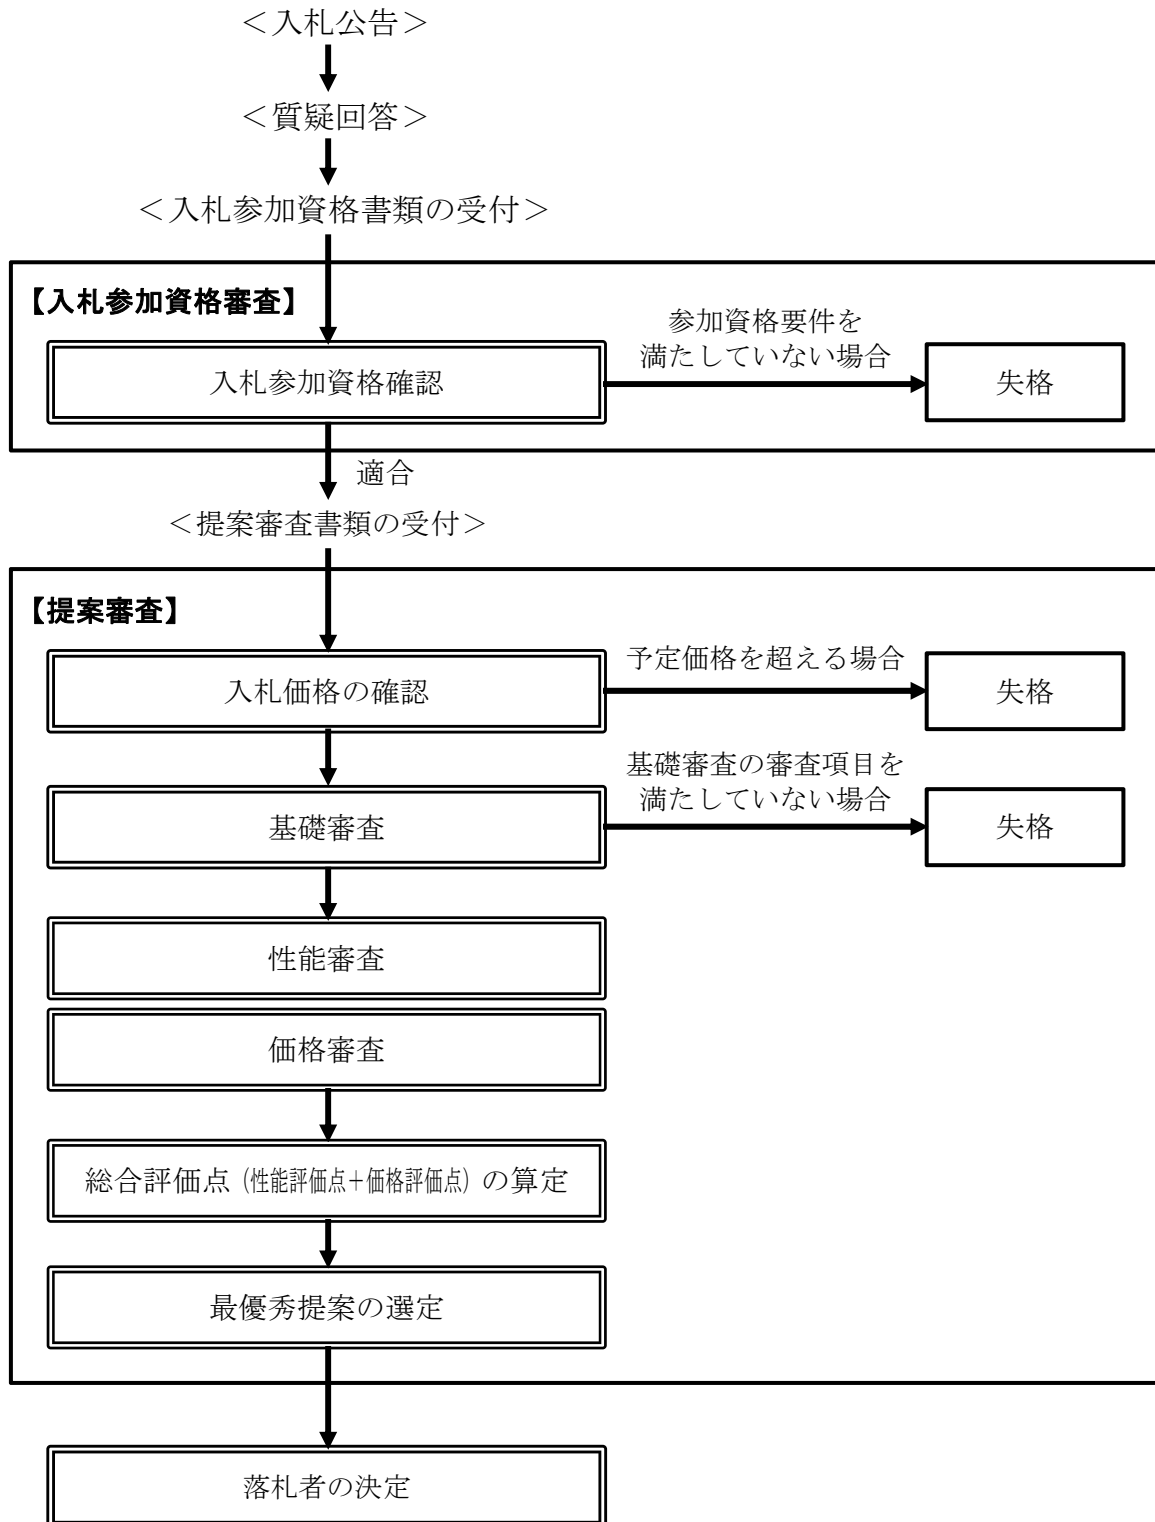 ＜入札公告＞
＜質疑回答＞
＜入札参加資格書類の受付＞
【入札参加資格審査】
参加資格要件を
満たしていない場合
入札参加資格確認
失格
適合
＜提案審査書類の受付＞
【提案審査】
予定価格を超える場合
入札価格の確認
失格
基礎審査の審査項目を
満たしていない場合
基礎審査
失格
性能審査
価格審査
総合評価点（性能評価点＋価格評価点）の算定
最優秀提案の選定
落札者の決定